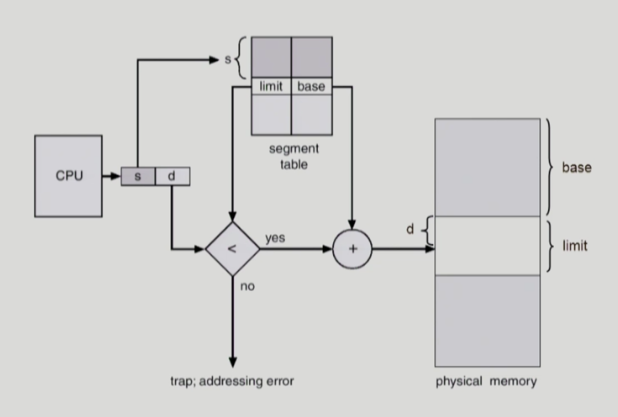 s
limit base
segment
table
CPU
s d
<
yes
+
no
trap; addressing error
d
base
limit
physical memory